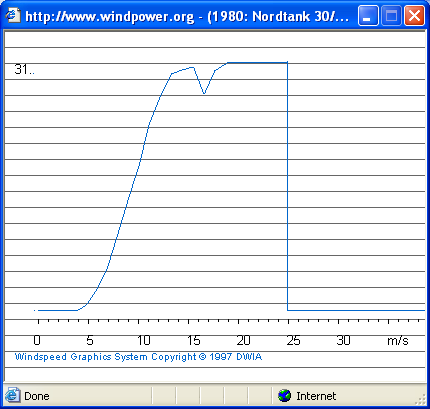 http://www.windpower.org - (1980: Nordtank 30/...
31..
0 5 10 15 20 25 30 m/s
Windspeed Graphics System Copyright © 1997 DWIA
Done Internet